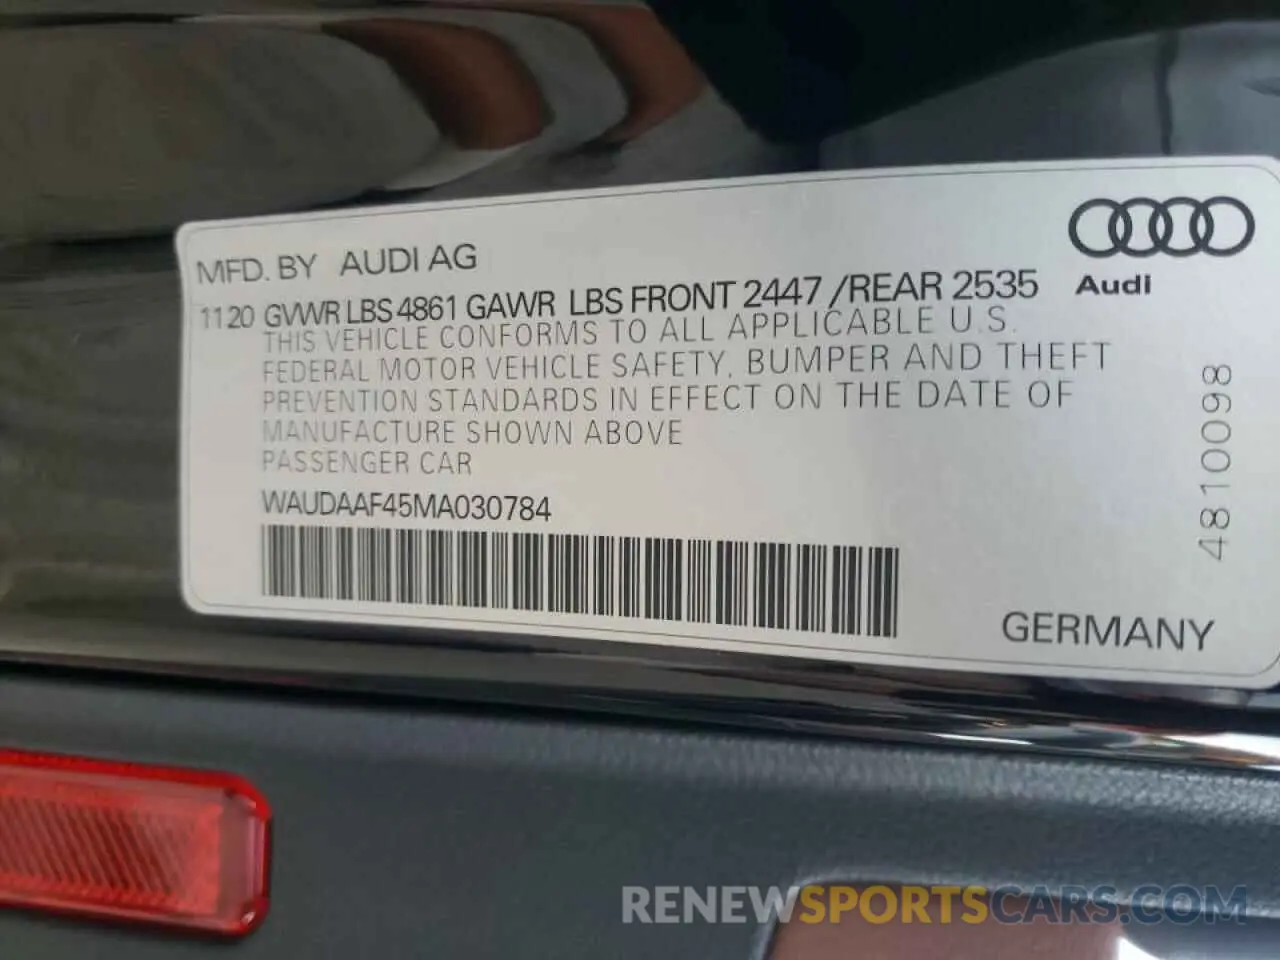 MFD. BY AUDI AG
1120 GVWR LBS 4861 GAWR LBS FRONT 2447 /REAR 2535
THIS VEHICLE CONFORMS TO ALL APPLICABLE U.S.
FEDERAL MOTOR VEHICLE SAFETY, BUMPER AND THEFT
PREVENTION STANDARDS IN EFFECT ON THE DATE OF
MANUFACTURE SHOWN ABOVE
PASSENGER CAR
WAUDAAF45MA030784
Audi
4810098
GERMANY
RENEWSPORTSCARS.COM